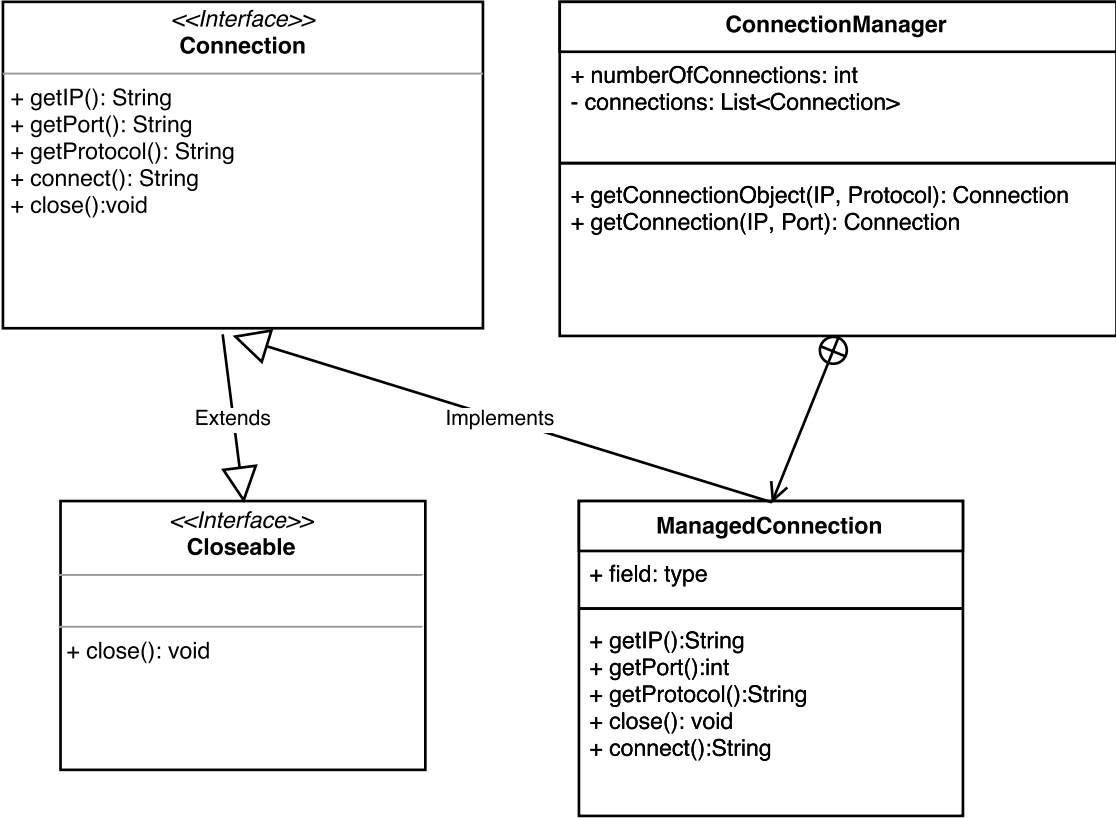 <<Interface>>
Connection
+ getIP(): String
+ getPort(): String
+ getProtocol(): String
+ connect(): String
+ close():void
ConnectionManager
+ numberOfConnections: int
- connections: List<Connection>
+ getConnectionObject(IP, Protocol): Connection
+ getConnection(IP, Port): Connection
Extends
Implements
<<Interface>>
Closeable
+ close(): void
ManagedConnection
+ field: type
+ getIP():String
+ getPort():int
+ getProtocol():String
+ close(): void
+ connect():String